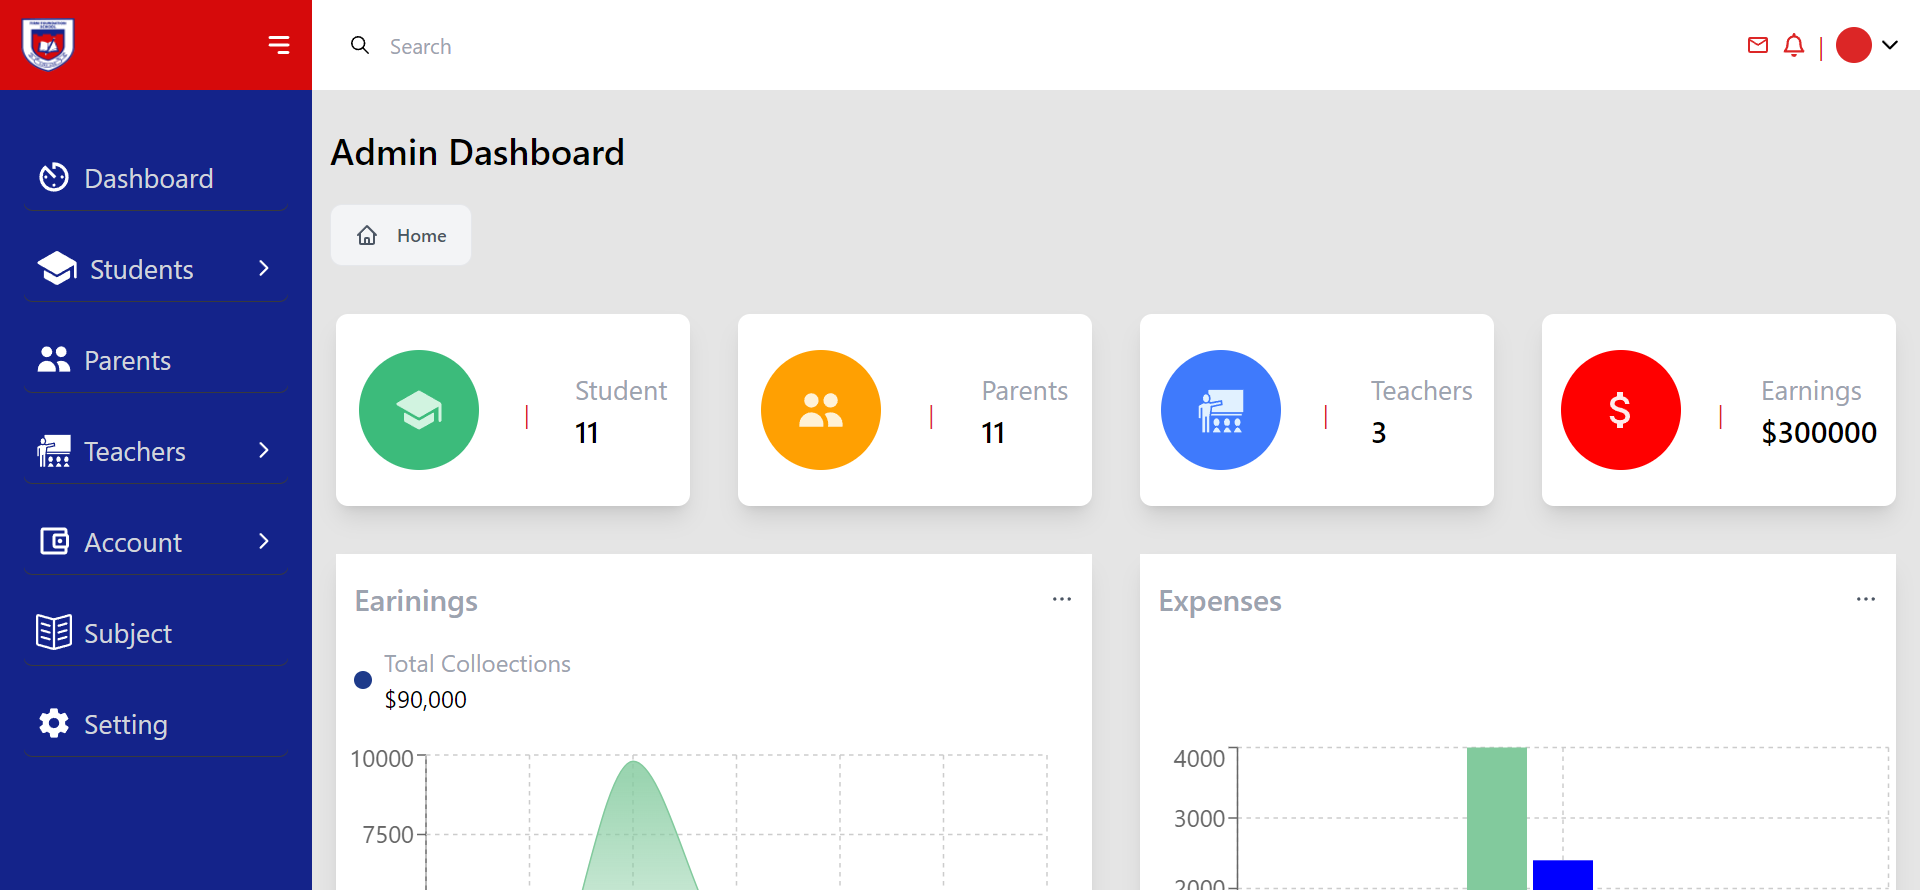 Search
Dashboard
Students
Parents
Teachers
Account
Subject
Setting
Admin Dashboard
Home
Student
11
Parents
11
Teachers
3
Earnings
$300000
Earinings
Total Colloections
$90,000
10000
7500
Expenses
4000
3000
2000